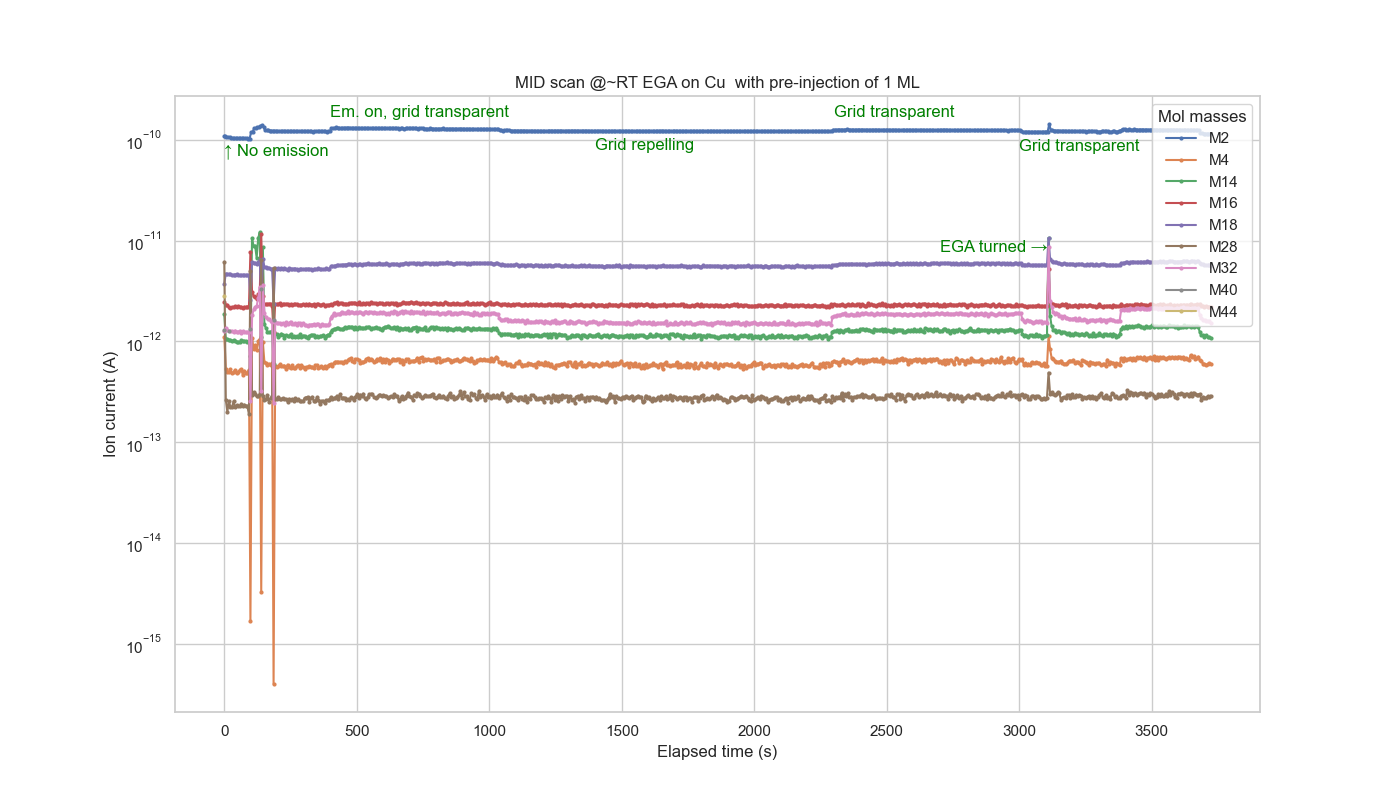 MID scan @~RT EGA on Cu  with pre-injection of 1 ML
Em. on, grid transparent
Grid transparent
Mol masses
↑ No emission
Grid repelling
Grid transparent
EGA turned →
M2
M4
M14
M16
M18
M28
M32
M40
M44
Ion current (A)
10⁻¹⁰
10⁻¹¹
10⁻¹²
10⁻¹³
10⁻¹⁴
10⁻¹⁵
0 500 1000 1500 2000 2500 3000 3500
Elapsed time (s)